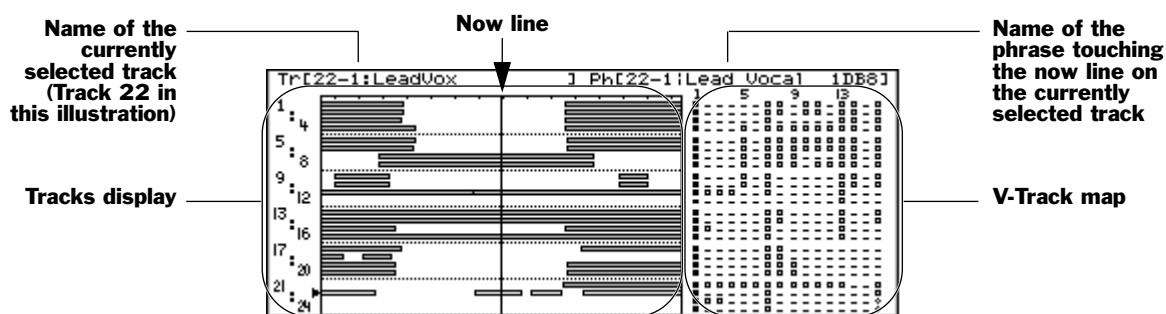 Name of the
currently
selected track
(Track 22 in
this illustration)
Now line
Name of the
phrase touching
the now line on
the currently
selected track
Tr[22-1:LeadVox ] Ph[22-1¦Lead Vocal 1DB8]
1 5 9 13
1
:
4
5
:
8
9
:
12
13
:
16
17
:
20
21
:
24
Tracks display
V-Track map